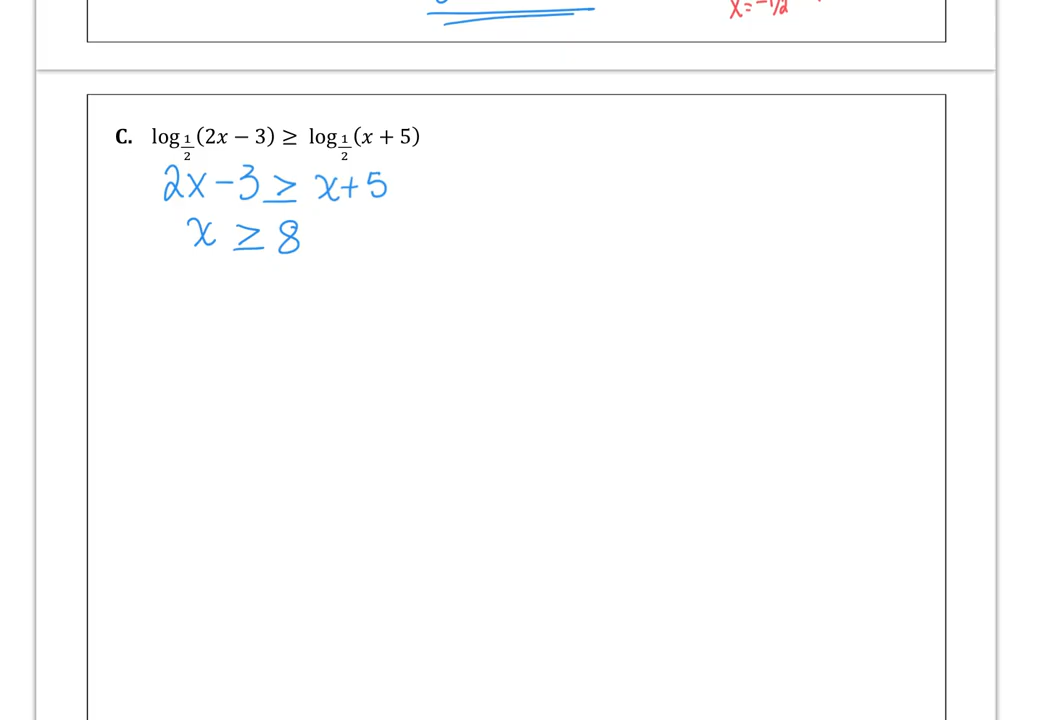 x=-1/2
C. log_{1/2}(2x − 3) ≥ log_{1/2}(x + 5)
2x-3 ≥ x+5
x ≥ 8